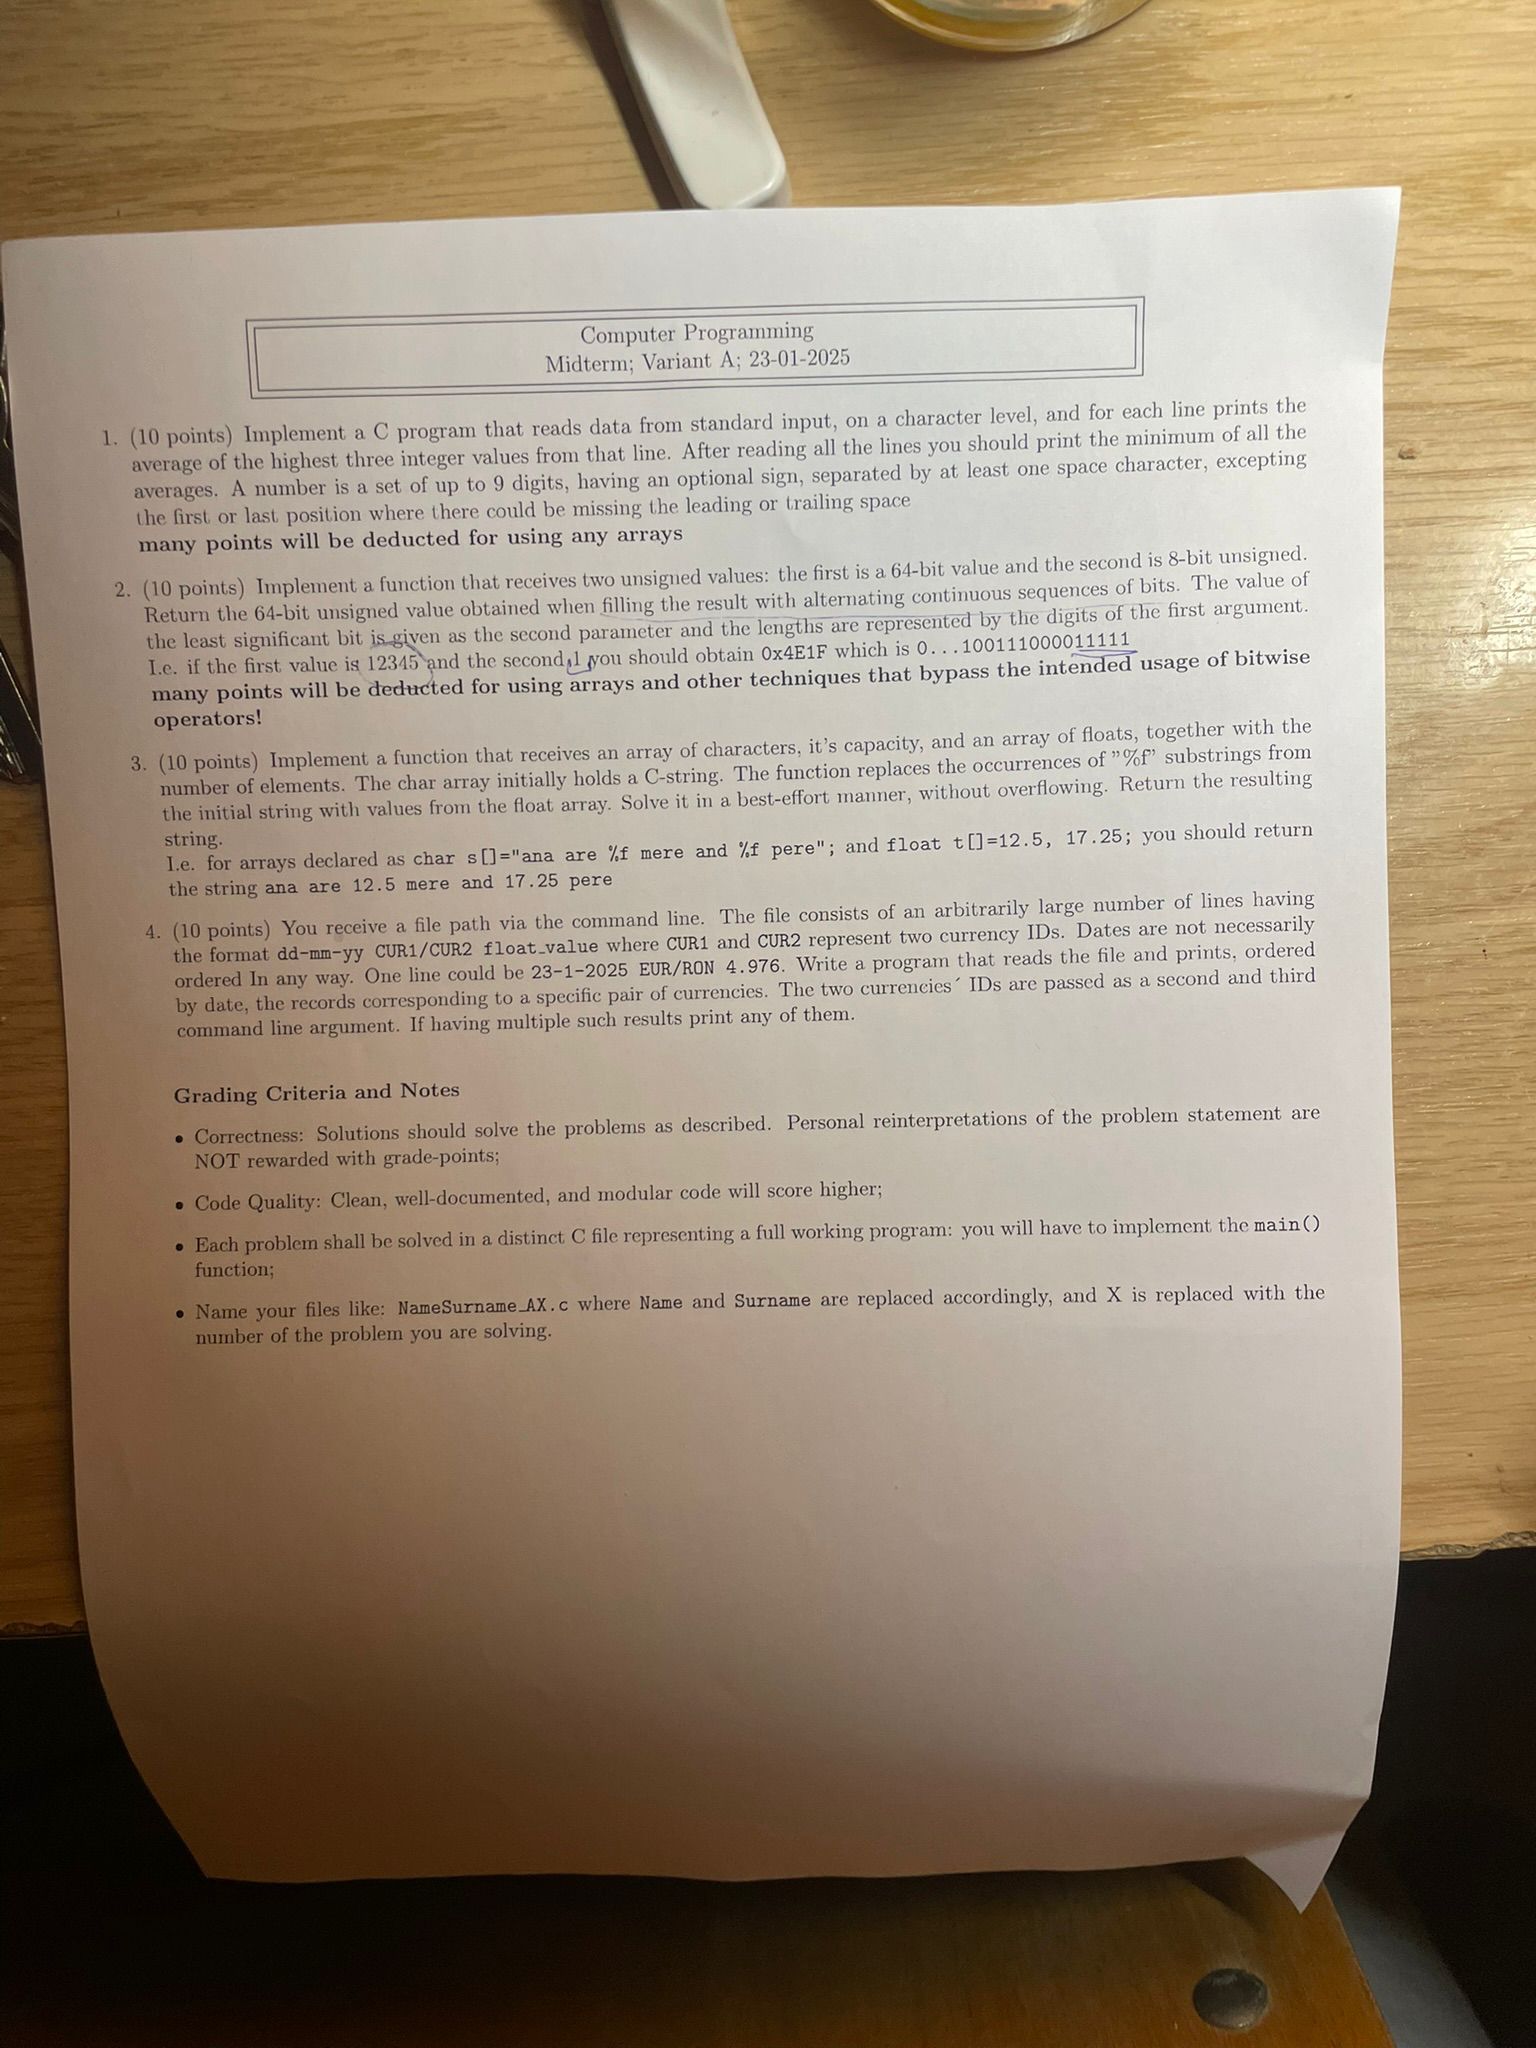 Computer Programming
Midterm; Variant A; 23-01-2025
1. (10 points) Implement a C program that reads data from standard input, on a character level, and for each line prints the
average of the highest three integer values from that line. After reading all the lines you should print the minimum of all the
averages. A number is a set of up to 9 digits, having an optional sign, separated by at least one space character, excepting
the first or last position where there could be missing the leading or trailing space
many points will be deducted for using any arrays
2. (10 points) Implement a function that receives two unsigned values: the first is a 64-bit value and the second is 8-bit unsigned.
Return the 64-bit unsigned value obtained when filling the result with alternating continuous sequences of bits. The value of
the least significant bit is given as the second parameter and the lengths are represented by the digits of the first argument.
I.e. if the first value is 12345 and the second 1 you should obtain 0x4E1F which is 0...100111000011111
many points will be deducted for using arrays and other techniques that bypass the intended usage of bitwise
operators!
3. (10 points) Implement a function that receives an array of characters, it's capacity, and an array of floats, together with the
number of elements. The char array initially holds a C-string. The function replaces the occurrences of "%f" substrings from
the initial string with values from the float array. Solve it in a best-effort manner, without overflowing. Return the resulting
string.
I.e. for arrays declared as char s[]="ana are %f mere and %f pere"; and float t[]=12.5, 17.25; you should return
the string ana are 12.5 mere and 17.25 pere
4. (10 points) You receive a file path via the command line. The file consists of an arbitrarily large number of lines having
the format dd-mm-yy CUR1/CUR2 float_value where CUR1 and CUR2 represent two currency IDs. Dates are not necessarily
ordered In any way. One line could be 23-1-2025 EUR/RON 4.976. Write a program that reads the file and prints, ordered
by date, the records corresponding to a specific pair of currencies. The two currencies´ IDs are passed as a second and third
command line argument. If having multiple such results print any of them.
Grading Criteria and Notes
• Correctness: Solutions should solve the problems as described. Personal reinterpretations of the problem statement are
NOT rewarded with grade-points;
• Code Quality: Clean, well-documented, and modular code will score higher;
• Each problem shall be solved in a distinct C file representing a full working program: you will have to implement the main()
function;
• Name your files like: NameSurname_AX.c where Name and Surname are replaced accordingly, and X is replaced with the
number of the problem you are solving.